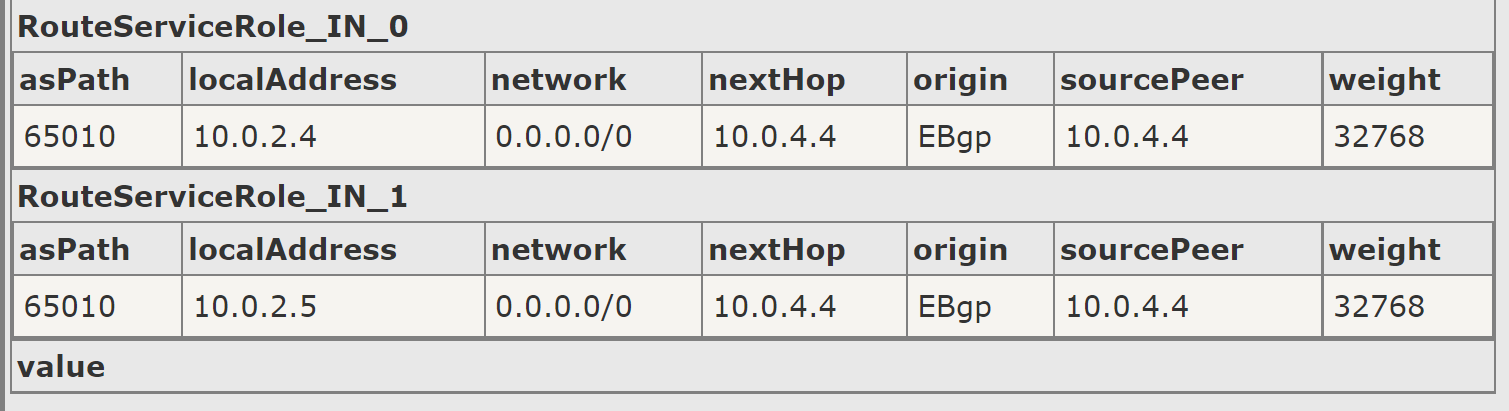 RouteServiceRole_IN_0
asPath localAddress network nextHop origin sourcePeer weight
65010 10.0.2.4 0.0.0.0/0 10.0.4.4 EBgp 10.0.4.4 32768
RouteServiceRole_IN_1
asPath localAddress network nextHop origin sourcePeer weight
65010 10.0.2.5 0.0.0.0/0 10.0.4.4 EBgp 10.0.4.4 32768
value